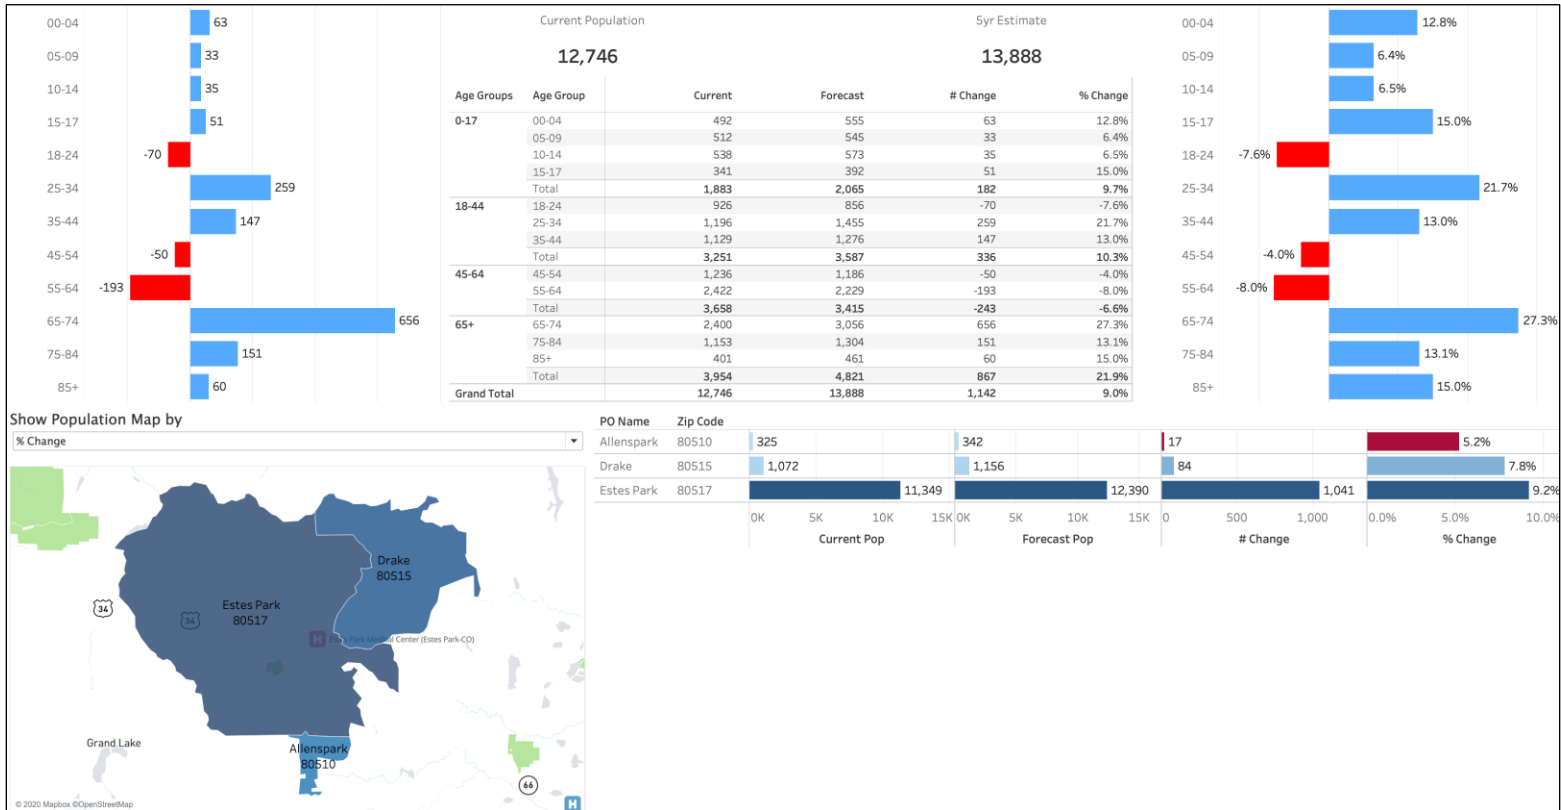 00-04 63
05-09 33
10-14 35
15-17 51
18-24 -70
25-34 259
35-44 147
45-54 -50
55-64 -193
65-74 656
75-84 151
85+ 60
Current Population 5yr Estimate
12,746 13,888
Age Groups Age Group Current Forecast # Change % Change
0-17 00-04 492 555 63 12.8%
05-09 512 545 33 6.4%
10-14 538 573 35 6.5%
15-17 341 392 51 15.0%
Total 1,883 2,065 182 9.7%
18-44 18-24 926 856 -70 -7.6%
25-34 1,196 1,455 259 21.7%
35-44 1,129 1,276 147 13.0%
Total 3,251 3,587 336 10.3%
45-64 45-54 1,236 1,186 -50 -4.0%
55-64 2,422 2,229 -193 -8.0%
Total 3,658 3,415 -243 -6.6%
65+ 65-74 2,400 3,056 656 27.3%
75-84 1,153 1,304 151 13.1%
85+ 401 461 60 15.0%
Total 3,954 4,821 867 21.9%
Grand Total 12,746 13,888 1,142 9.0%
00-04 12.8%
05-09 6.4%
10-14 6.5%
15-17 15.0%
18-24 -7.6%
25-34 21.7%
35-44 13.0%
45-54 -4.0%
55-64 -8.0%
65-74 27.3%
75-84 13.1%
85+ 15.0%
Show Population Map by
% Change
Drake
80515
Estes Park
80517
34
34
H Estes Park Medical Center (Estes Park-CO)
Grand Lake
Allenspark
80510
66
H
© 2020 Mapbox ©OpenStreetMap
PO Name Zip Code
Allenspark 80510 325 342 17 5.2%
Drake 80515 1,072 1,156 84 7.8%
Estes Park 80517 11,349 12,390 1,041 9.2%
0K 5K 10K 15K 0K 5K 10K 15K 0 500 1,000 0.0% 5.0% 10.0%
Current Pop Forecast Pop # Change % Change